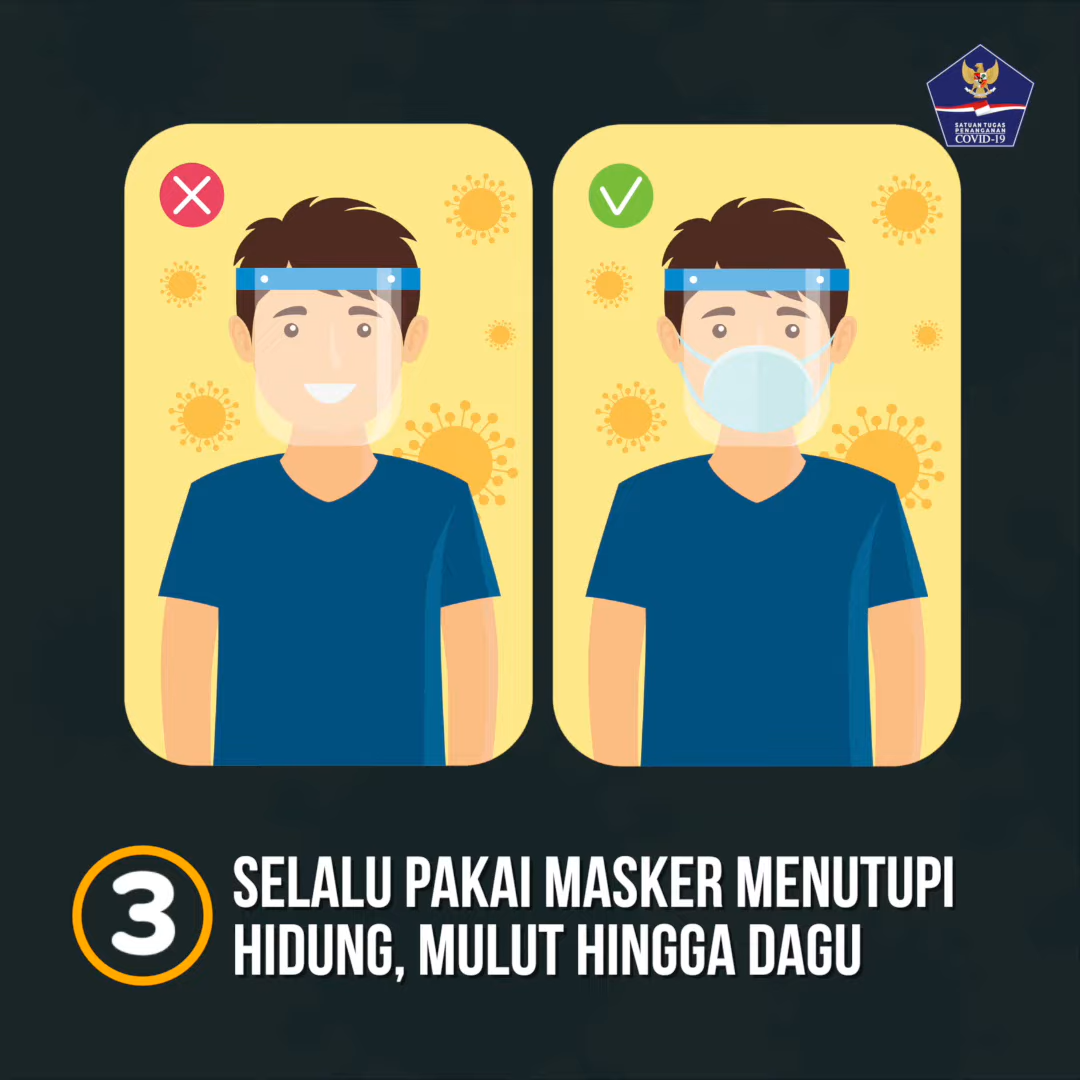 SATUAN TUGAS
PENANGANAN
COVID-19
3
SELALU PAKAI MASKER MENUTUPI
HIDUNG, MULUT HINGGA DAGU